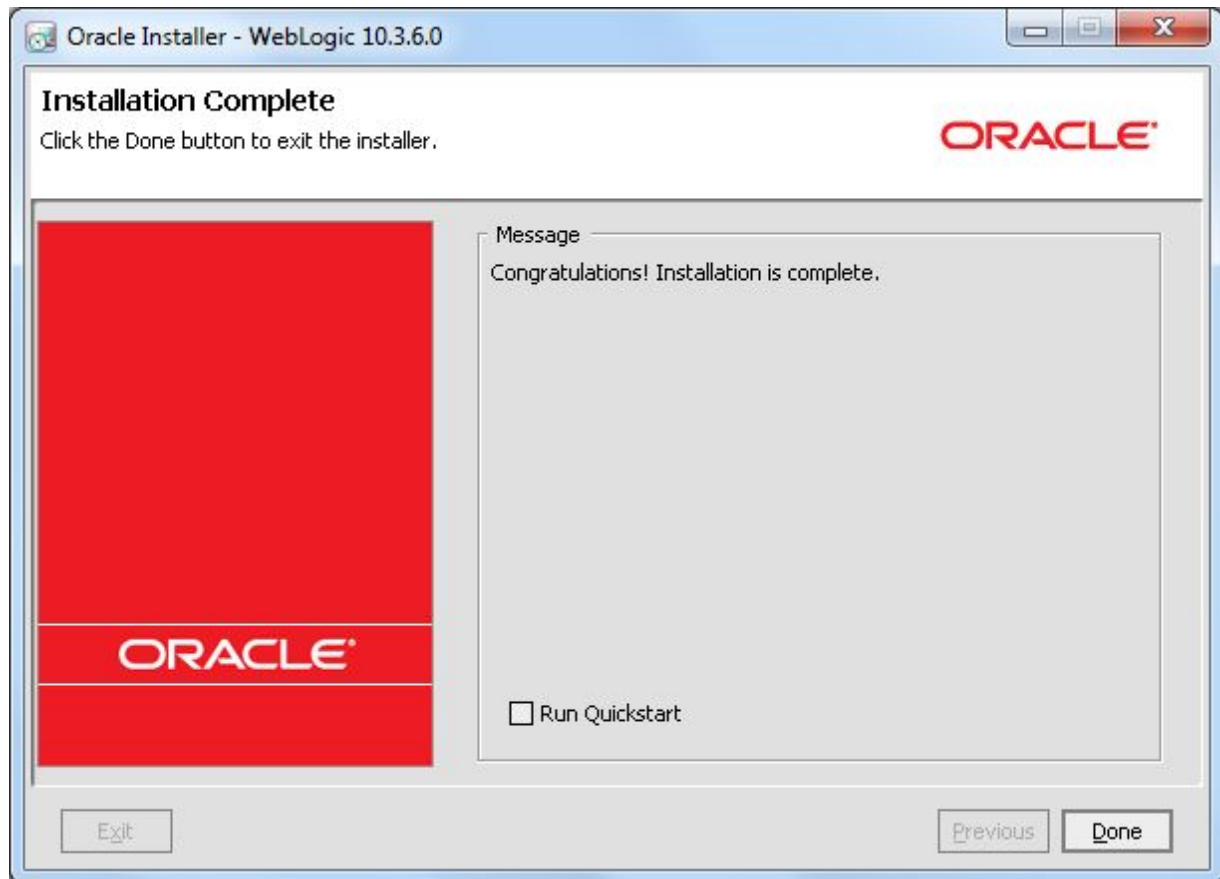 Oracle Installer - WebLogic 10.3.6.0
Installation Complete
Click the Done button to exit the installer.
ORACLE
Message
Congratulations! Installation is complete.
ORACLE
Run Quickstart
Exit
Previous
Done